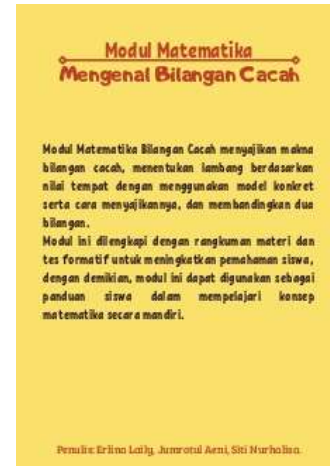 Modul Matematika
Mengenal Bilangan Cacah
Modul Matematika Bilangan Cacah menyajikan makna
bilangan cacah, menentukan lambang berdasarkan
nilai tempat dengan menggunakan model konkret
serta cara menyajikannya, dan membandingkan dua
bilangan.
Modul ini dilengkapi dengan rangkuman materi dan
tes formatif untuk meningkatkan pemahaman siswa,
dengan demikian, modul ini dapat digunakan sebagai
panduan siswa dalam mempelajari konsep
matematika secara mandiri.
Penulis: Erlina Laily, Jumrotul Aeni, Siti Nurhalisa.